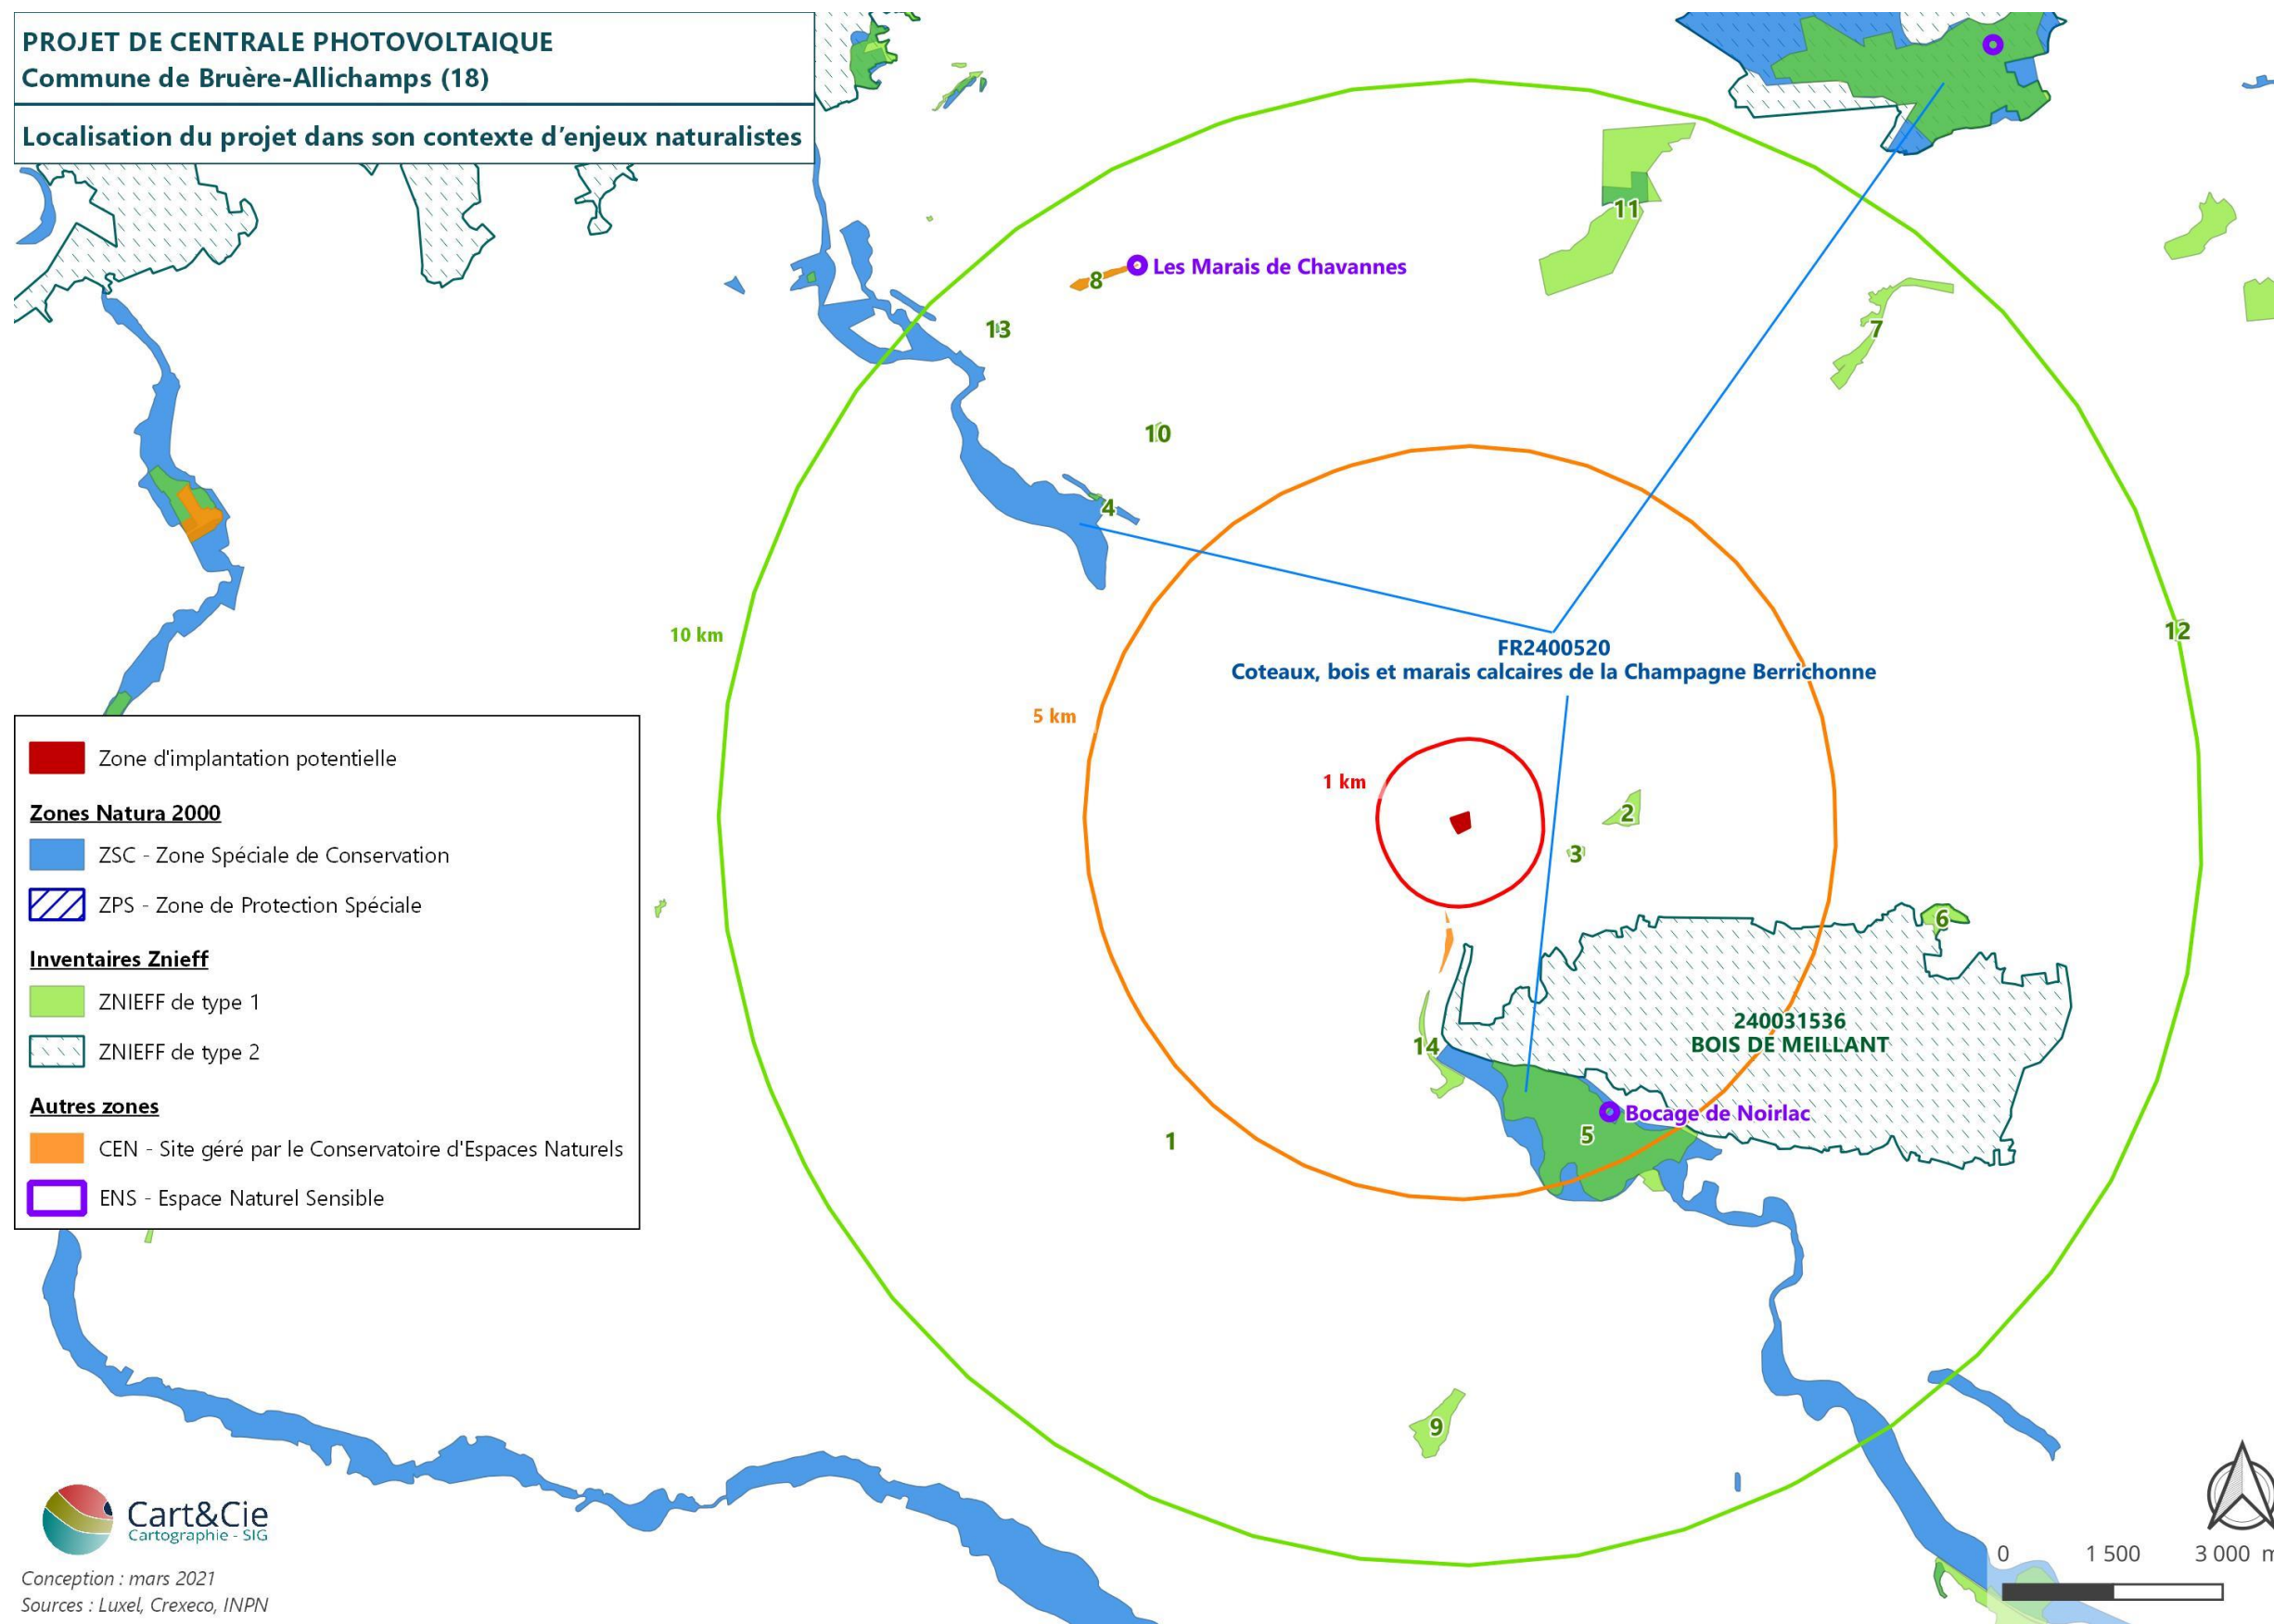 PROJET DE CENTRALE PHOTOVOLTAIQUE
Commune de Bruère-Allichamps (18)
Localisation du projet dans son contexte d'enjeux naturalistes
11
Les Marais de Chavannes
8
13
7
10
4
12
10 km
FR2400520
Coteaux, bois et marais calcaires de la Champagne Berrichonne
5 km
1 km
2
3
6
240031536
BOIS DE MEILLANT
14
Bocage de Noirlac
5
1
9
Zone d'implantation potentielle
Zones Natura 2000
ZSC - Zone Spéciale de Conservation
ZPS - Zone de Protection Spéciale
Inventaires Znieff
ZNIEFF de type 1
ZNIEFF de type 2
Autres zones
CEN - Site géré par le Conservatoire d'Espaces Naturels
ENS - Espace Naturel Sensible
Cart&Cie
Cartographie - SIG
Conception : mars 2021
Sources : Luxel, Crexeco, INPN
0 1 500 3 000 m